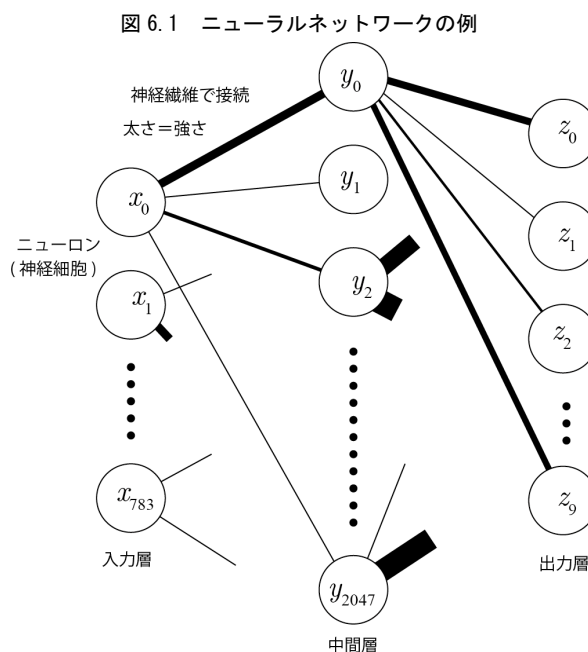 図 6.1 ニューラルネットワークの例
神経繊維で接続
太さ＝強さ
y0
z0
x0
y1
z1
ニューロン
( 神経細胞 )
x1
y2
z2
x783
z9
入力層
出力層
y2047
中間層